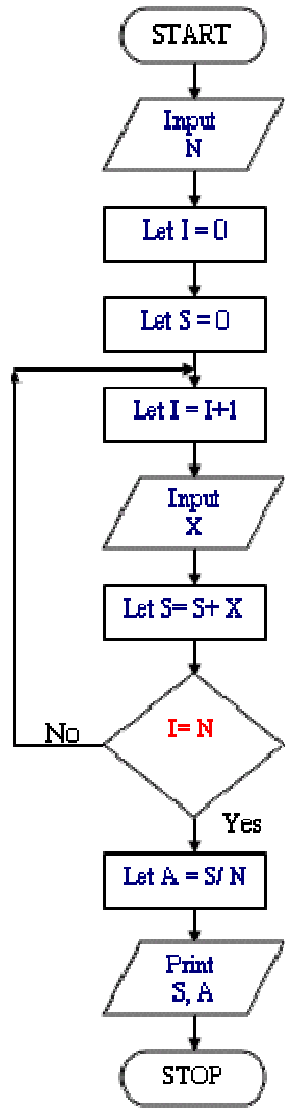 START
Input
N
Let I = 0
Let S = 0
Let I = I+1
Input
X
Let S= S+ X
I= N
No
Yes
Let A = S/ N
Print
S, A
STOP